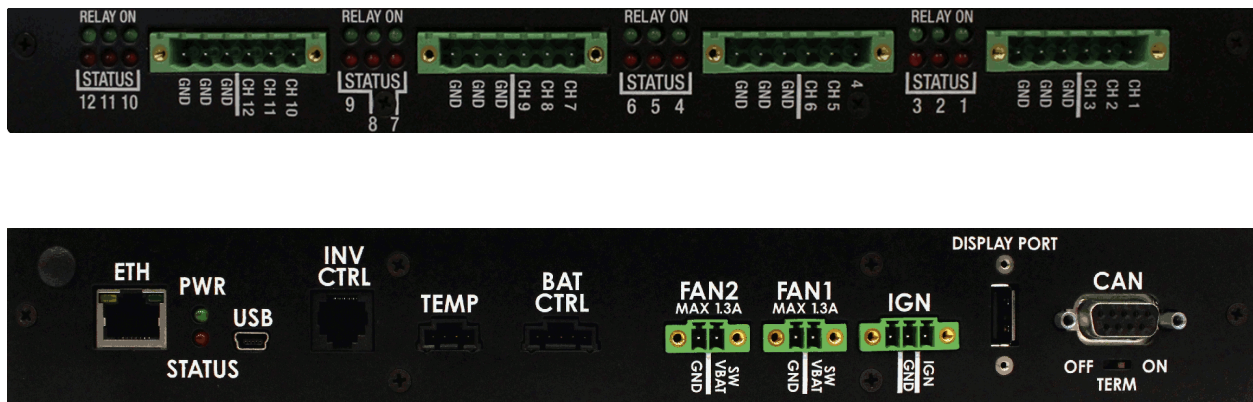 RELAY ON
RELAY ON
RELAY ON
RELAY ON
STATUS
12 11 10
GND
GND
GND
CH 12
CH 11
CH 10
STATUS
9
8
7
GND
GND
GND
CH 9
CH 8
CH 7
STATUS
6 5 4
GND
GND
GND
CH 6
CH 5
4
STATUS
3 2 1
GND
GND
GND
CH 3
CH 2
CH 1
ETH
PWR
STATUS
USB
INV
CTRL
TEMP
BAT
CTRL
FAN2
MAX 1.3A
GND
SW
VBAT
FAN1
MAX 1.3A
GND
SW
VBAT
IGN
GND
IGN
DISPLAY PORT
CAN
OFF ON
TERM